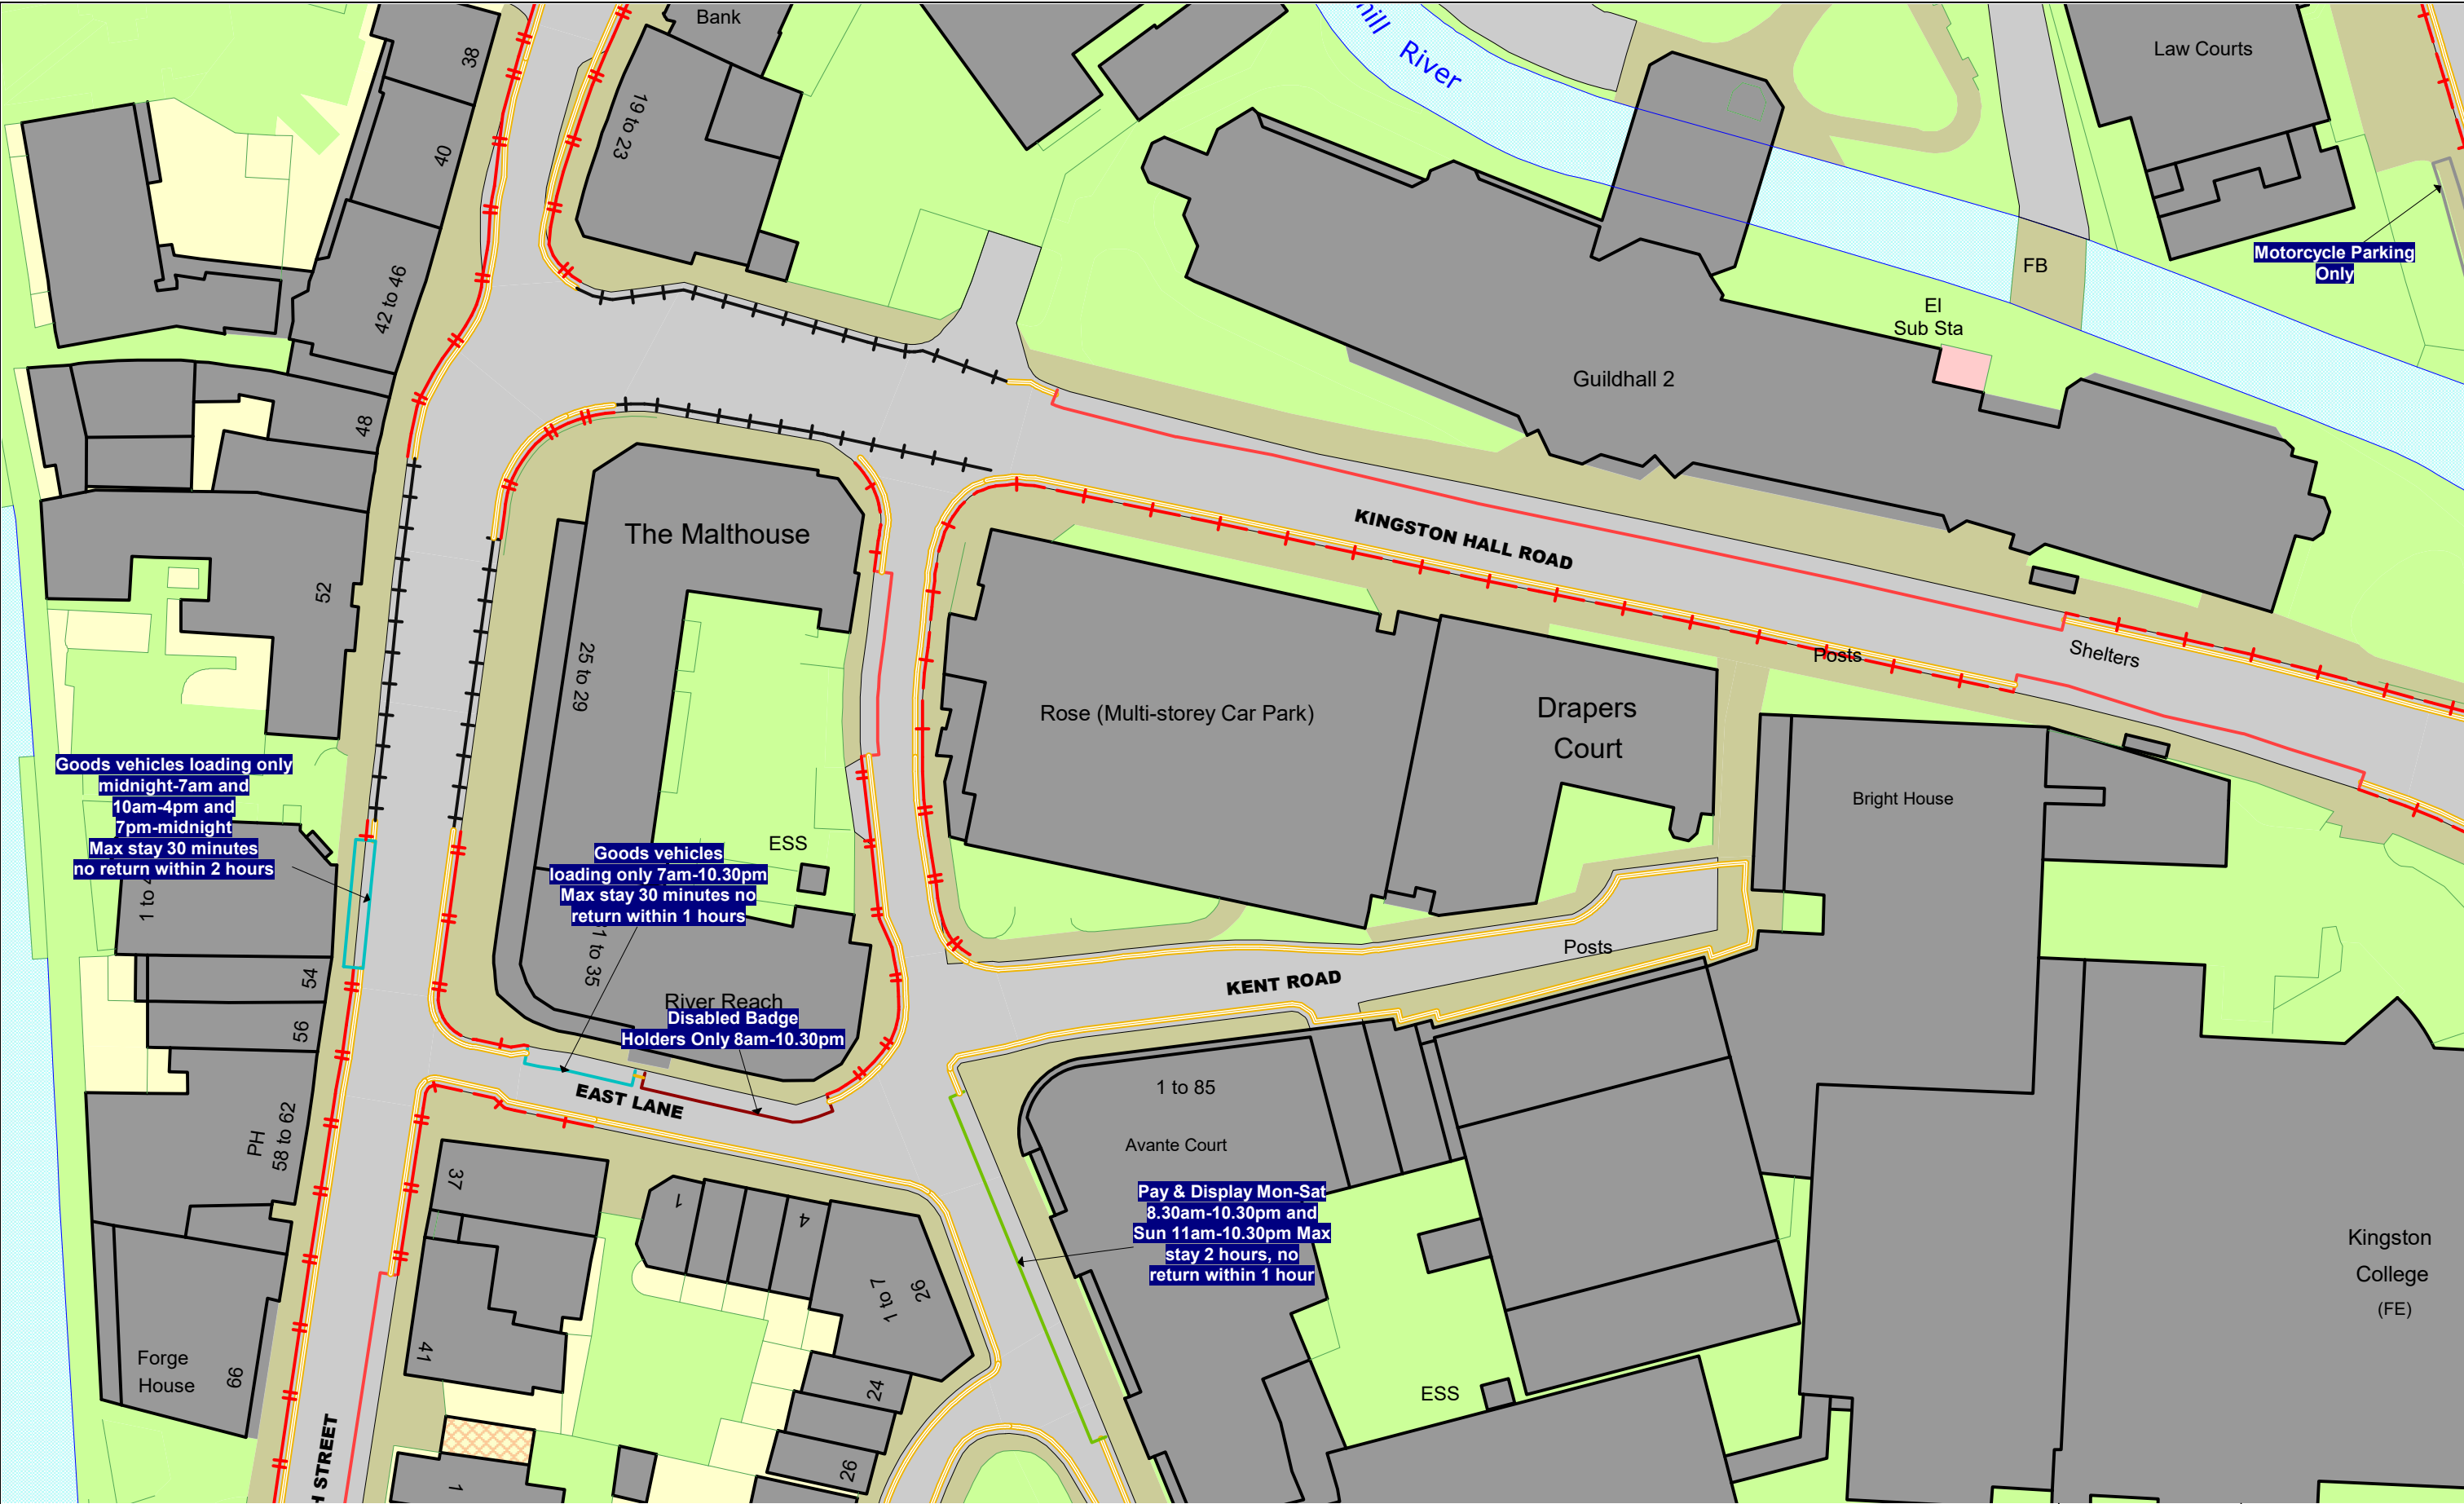 Bank
38
hill River
Law Courts
19 to 23
40
Motorcycle Parking
Only
FB
El
Sub Sta
42 to 46
Guildhall 2
48
The Malthouse
KINGSTON HALL ROAD
52
25 to 29
Posts
Shelters
Rose (Multi-storey Car Park)
Drapers
Court
Bright House
Goods vehicles loading only
midnight-7am and
10am-4pm and
7pm-midnight
Max stay 30 minutes
no return within 2 hours
1 to
ESS
Goods vehicles
loading only 7am-10.30pm
Max stay 30 minutes no
return within 1 hours
31 to 35
Posts
KENT ROAD
54
River Reach
Disabled Badge
Holders Only 8am-10.30pm
56
EAST LANE
1 to 85
Avante Court
PH
58 to 62
37
1
4
Pay & Display Mon-Sat
8.30am-10.30pm and
Sun 11am-10.30pm Max
stay 2 hours, no
return within 1 hour
26
1 to 7
Kingston
College
(FE)
41
Forge
House
66
24
ESS
H STREET
26
1